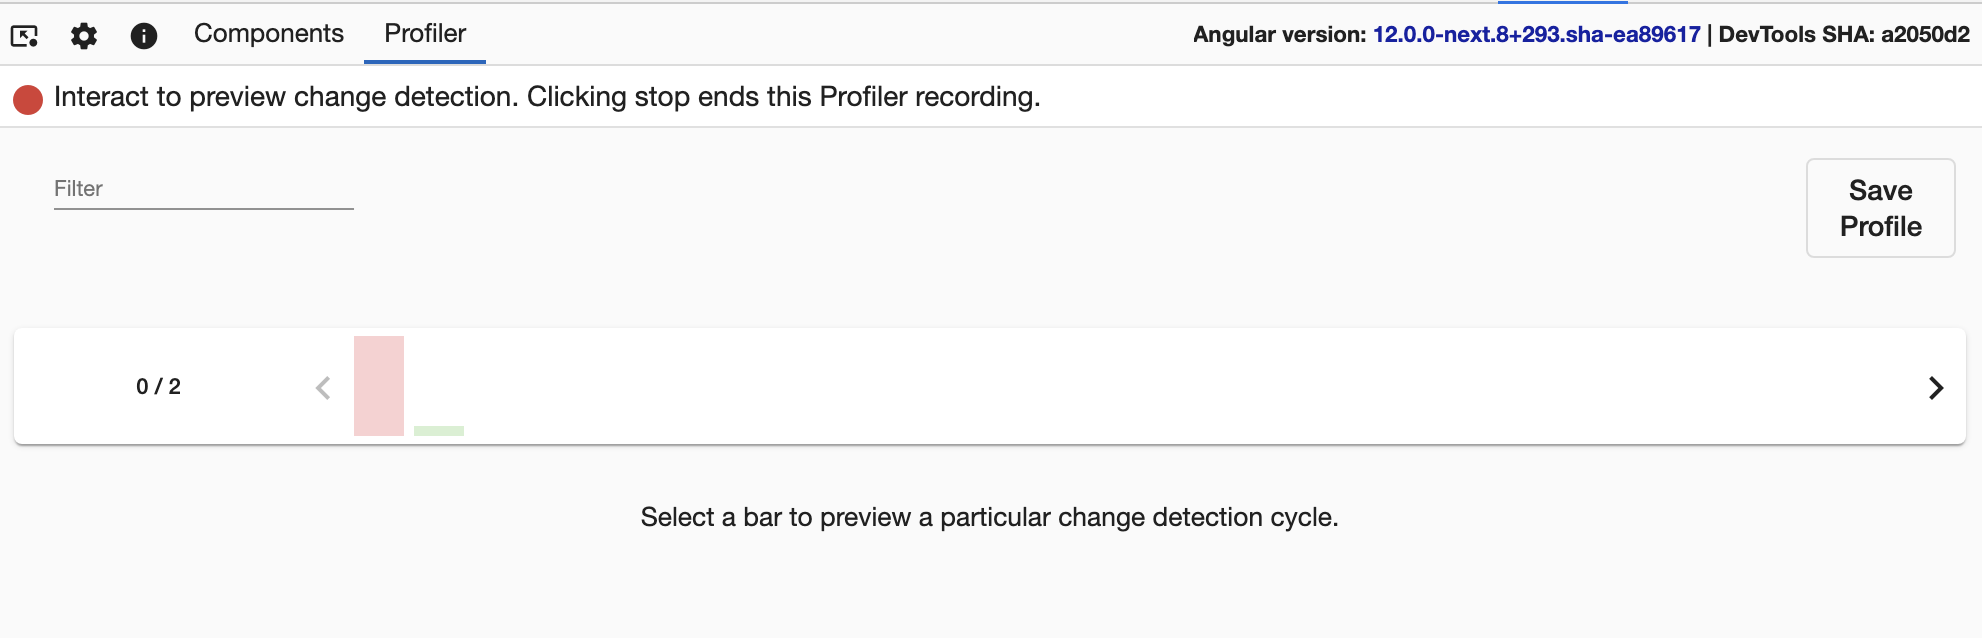 Components Profiler Angular version: 12.0.0-next.8+293.sha-ea89617 | DevTools SHA: a2050d2
Interact to preview change detection. Clicking stop ends this Profiler recording.
Filter
Save
Profile
0 / 2
Select a bar to preview a particular change detection cycle.